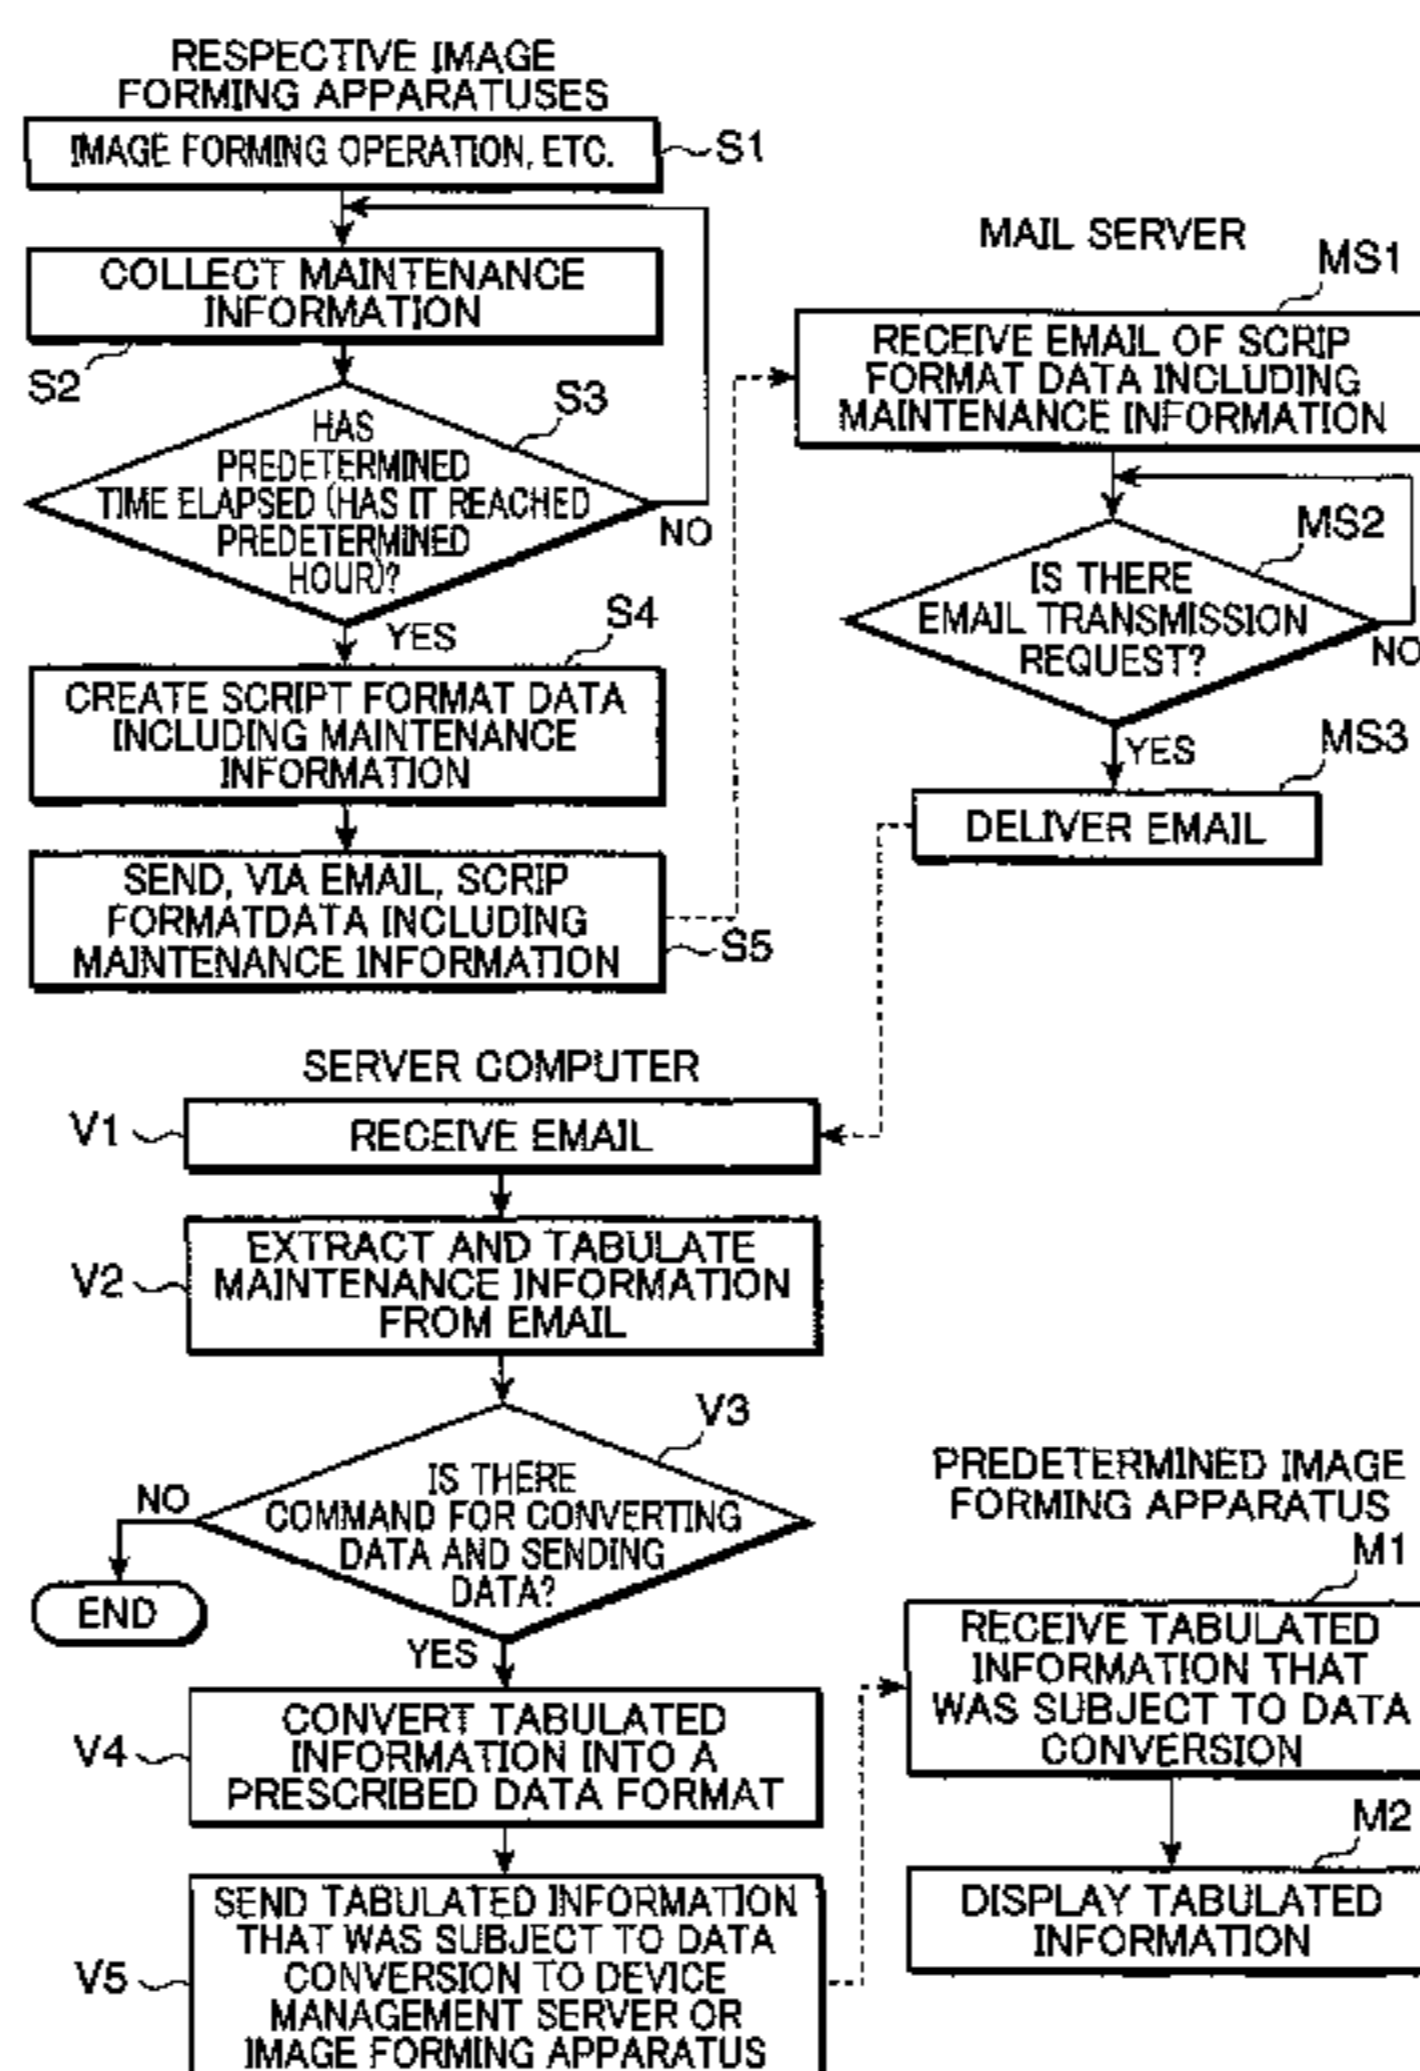 RESPECTIVE IMAGE
FORMING APPARATUSES
IMAGE FORMING OPERATION, ETC.
S1
COLLECT MAINTENANCE
INFORMATION
S2
S3
HAS
PREDETERMINED
TIME ELAPSED (HAS IT REACHED
PREDETERMINED
HOUR)?
NO
YES
S4
CREATE SCRIPT FORMAT DATA
INCLUDING MAINTENANCE
INFORMATION
SEND, VIA EMAIL, SCRIP
FORMATDATA INCLUDING
MAINTENANCE INFORMATION
S5
MAIL SERVER
MS1
RECEIVE EMAIL OF SCRIP
FORMAT DATA INCLUDING
MAINTENANCE INFORMATION
MS2
IS THERE
EMAIL TRANSMISSION
REQUEST?
NO
YES
MS3
DELIVER EMAIL
SERVER COMPUTER
V1
RECEIVE EMAIL
V2
EXTRACT AND TABULATE
MAINTENANCE INFORMATION
FROM EMAIL
V3
IS THERE
COMMAND FOR CONVERTING
DATA AND SENDING
DATA?
NO
END
YES
V4
CONVERT TABULATED
INFORMATION INTO A
PRESCRIBED DATA FORMAT
V5
SEND TABULATED INFORMATION
THAT WAS SUBJECT TO DATA
CONVERSION TO DEVICE
MANAGEMENT SERVER OR
IMAGE FORMING APPARATUS
PREDETERMINED IMAGE
FORMING APPARATUS
M1
RECEIVE TABULATED
INFORMATION THAT
WAS SUBJECT TO DATA
CONVERSION
M2
DISPLAY TABULATED
INFORMATION